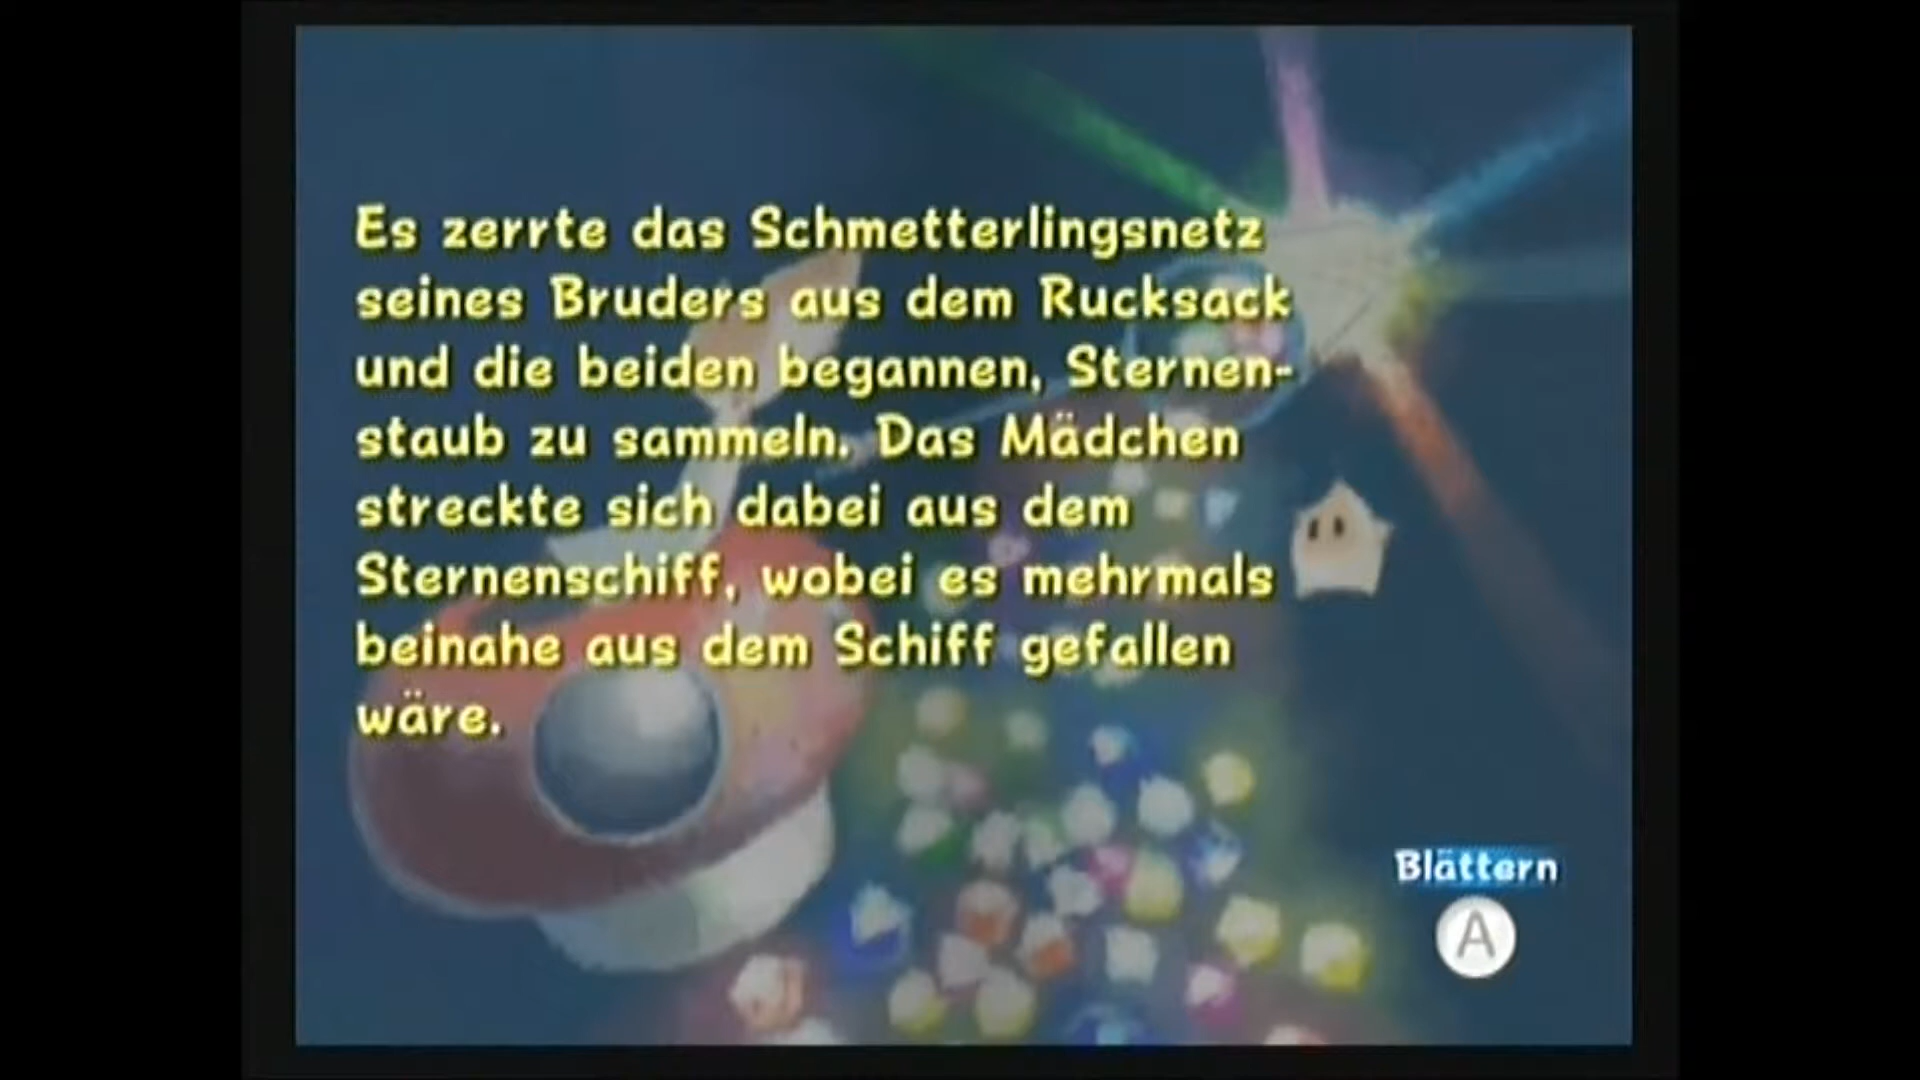 Es zerrte das Schmetterlingsnetz
seines Bruders aus dem Rucksack
und die beiden begannen, Sternen-
staub zu sammeln. Das Mädchen
streckte sich dabei aus dem
Sternenschiff, wobei es mehrmals
beinahe aus dem Schiff gefallen
wäre.
Blättern
A